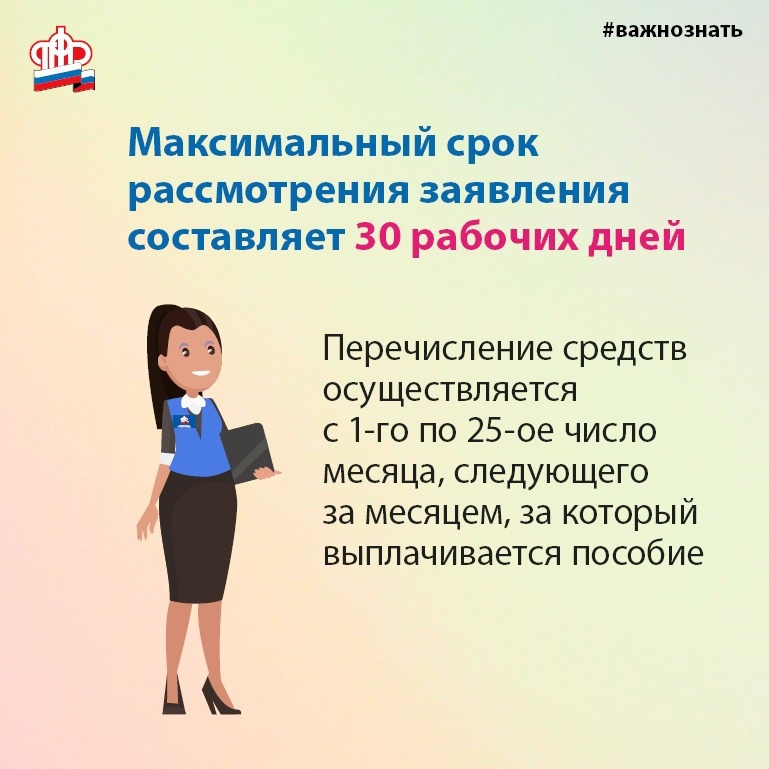 #важнознать
Максимальный срок
рассмотрения заявления
составляет 30 рабочих дней
Перечисление средств
осуществляется
с 1-го по 25-ое число
месяца, следующего
за месяцем, за который
выплачивается пособие